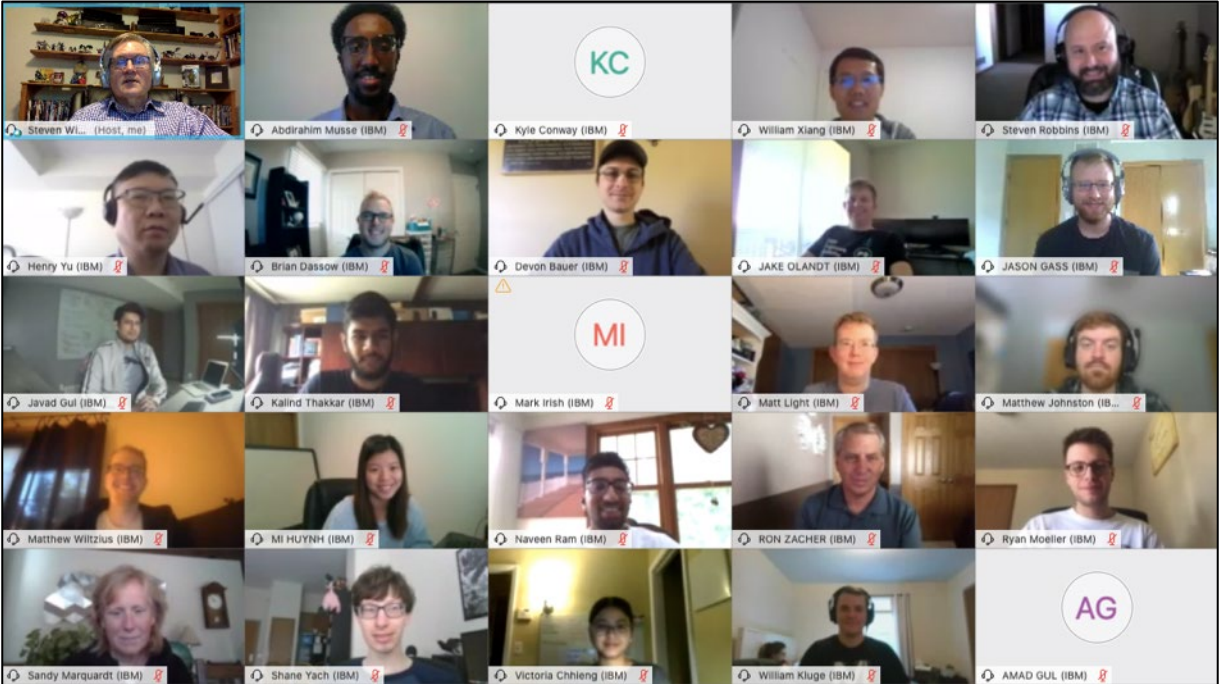 KC
Steven Wi... (Host, me)
Abdirahim Musse (IBM)
Kyle Conway (IBM)
William Xiang (IBM)
Steven Robbins (IBM)
Henry Yu (IBM)
Brian Dassow (IBM)
Devon Bauer (IBM)
JAKE OLANDT (IBM)
JASON GASS (IBM)
MI
Javad Gul (IBM)
Kalind Thakkar (IBM)
Mark Irish (IBM)
Matt Light (IBM)
Matthew Johnston (IB...
Matthew Wiltzius (IBM)
MI HUYNH (IBM)
Naveen Ram (IBM)
RON ZACHER (IBM)
Ryan Moeller (IBM)
AG
Sandy Marquardt (IBM)
Shane Yach (IBM)
Victoria Chhieng (IBM)
William Kluge (IBM)
AMAD GUL (IBM)